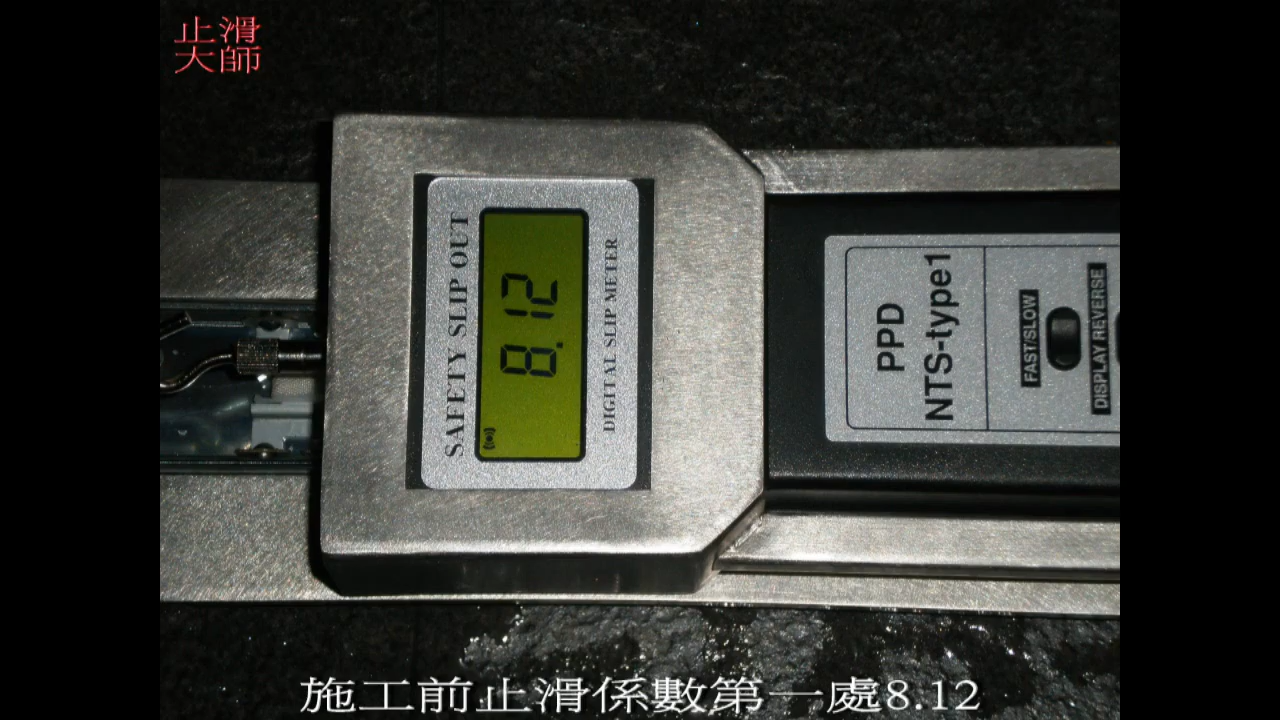 止滑
大師
SAFETY SLIP OUT
8.12
DIGITAL SLIP METER
PPD
NTS-type1
FAST/SLOW
DISPLAY REVERSE
施工前止滑係數第一處8.12